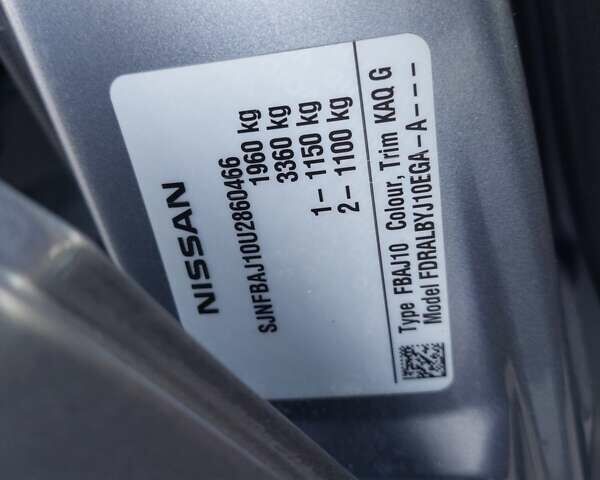 NISSAN
SJNFBAJ10U2860466
1960 kg
3360 kg
1- 1150 kg
2- 1100 kg
Type FBAJ10 Colour, Trim KAQ G
Model FDRALBYJ10EGA-A---